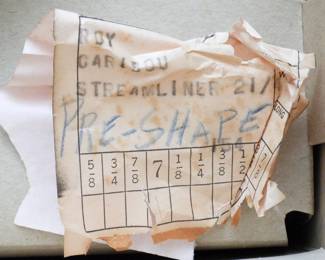 ROY
CARIBOU
STREAMLINER 21/
PRE-SHAPE
5/8 3/4 7/8 7 1/8 1/4 3/8 1/2